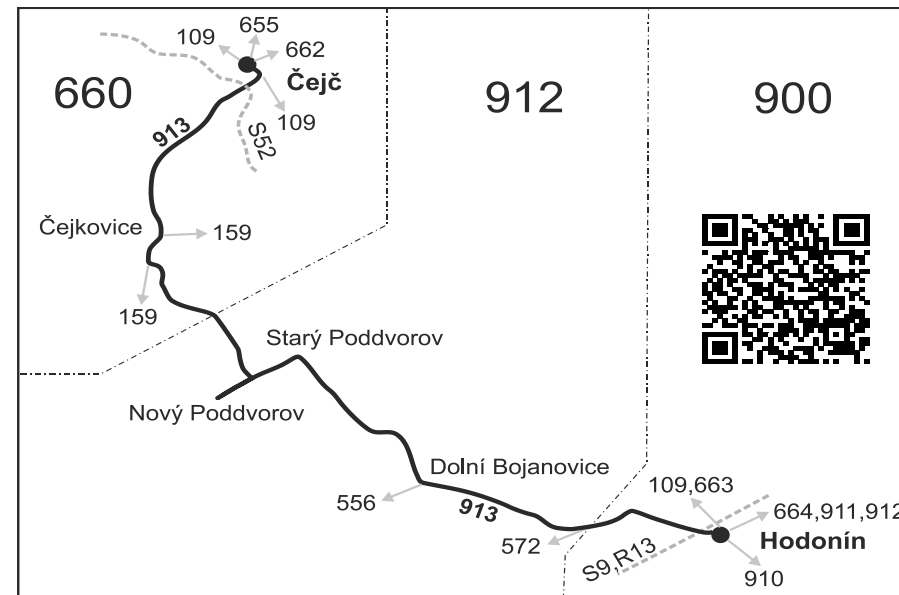 655
109
662
660
Čejč
912
900
913
109
S52
Čejkovice
159
159
Starý Poddvorov
Nový Poddvorov
Dolní Bojanovice
556
913
109,663
664,911,912
572
S9,R13
Hodonín
910